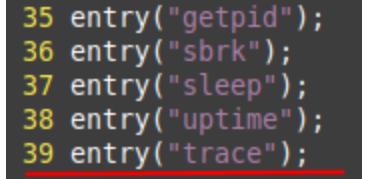 35 entry("getpid");
36 entry("sbrk");
37 entry("sleep");
38 entry("uptime");
39 entry("trace");